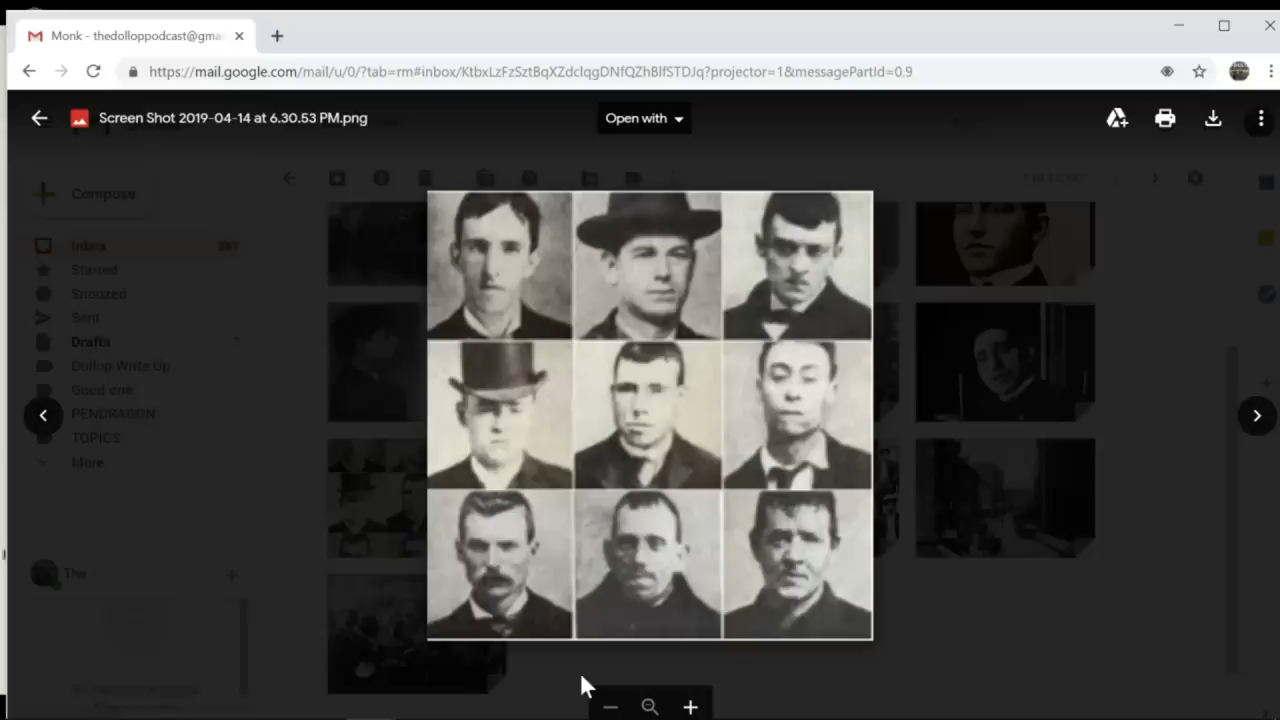 Monk - thedolloppodcast@gma
https://mail.google.com/mail/u/0/?tab=rm#inbox/KtbxLzFzSztBqXZdclqgDNfQZhBlfSTDJq?projector=1&messagePartId=0.9
Screen Shot 2019-04-14 at 6.30.53 PM.png
Open with
Compose
Inbox
Starred
Snoozed
Sent
Drafts
Dollop Write Up
Good one
PENDRAGON
TOPICS
More
The